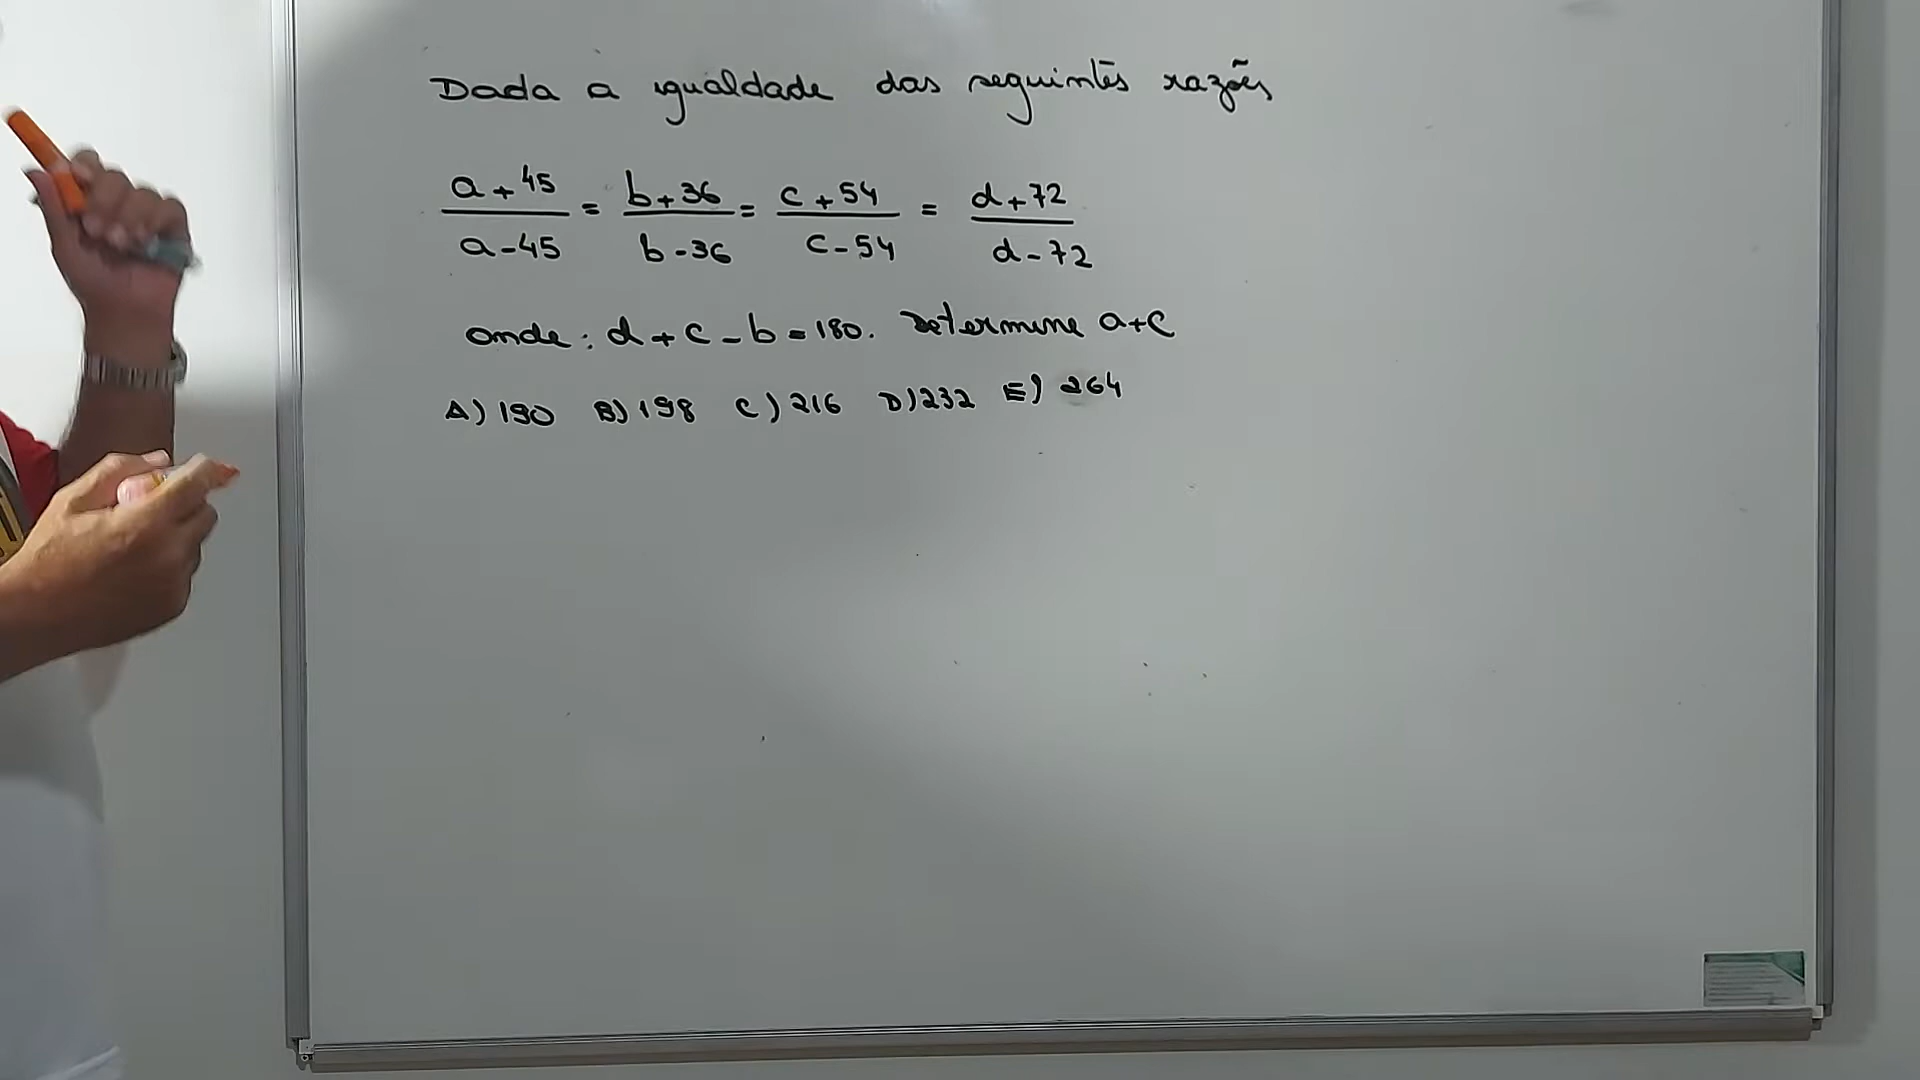 Dada a igualdade das seguintes razões
a+45 / a-45 = b+36 / b-36 = c+54 / c-54 = d+72 / d-72
onde: d+c-b=180. Determine a+c
A) 190 B) 198 C) 216 D) 232 E) 264